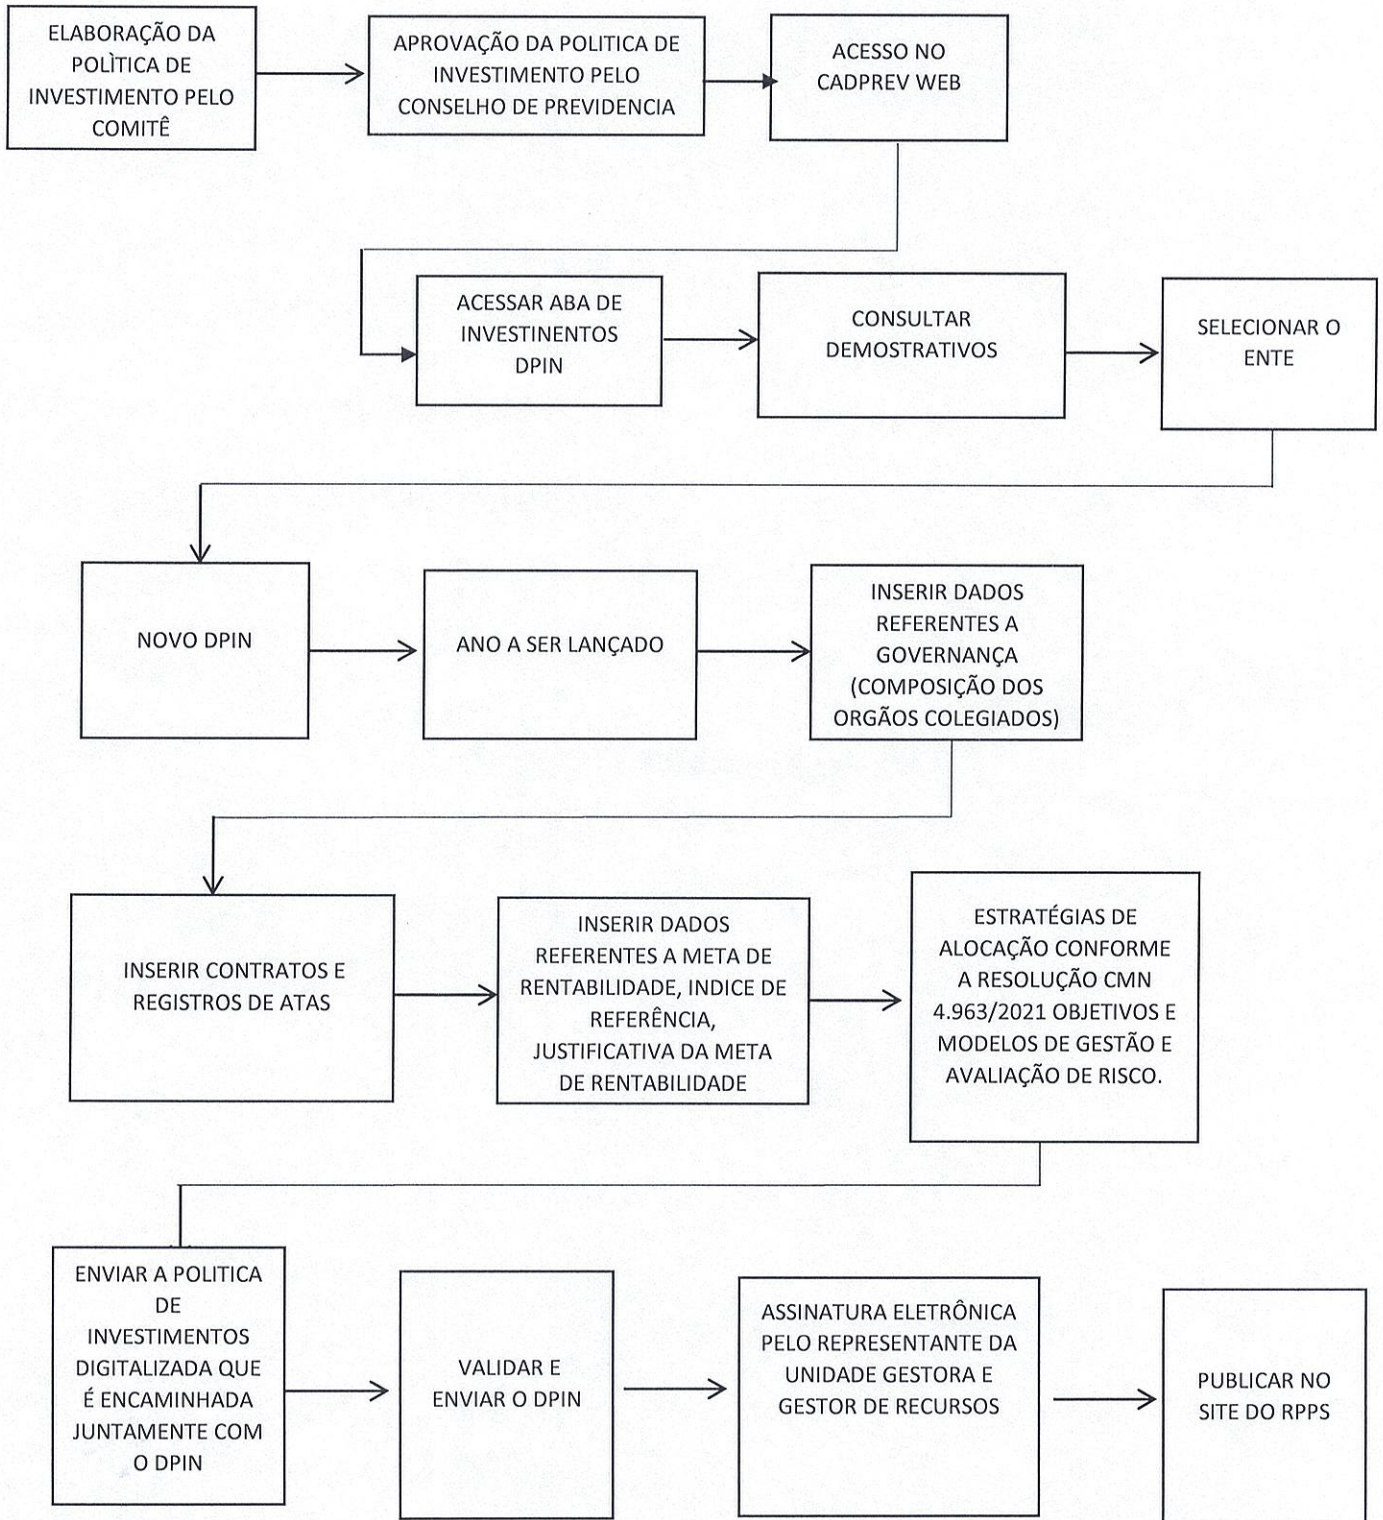 ELABORAÇÃO DA
POLÌTICA DE
INVESTIMENTO PELO
COMITÊ
APROVAÇÃO DA POLITICA DE
INVESTIMENTO PELO
CONSELHO DE PREVIDENCIA
ACESSO NO
CADPREV WEB
ACESSAR ABA DE
INVESTINENTOS
DPIN
CONSULTAR
DEMOSTRATIVOS
SELECIONAR O
ENTE
NOVO DPIN
ANO A SER LANÇADO
INSERIR DADOS
REFERENTES A
GOVERNANÇA
(COMPOSIÇÃO DOS
ORGÃOS COLEGIADOS)
INSERIR CONTRATOS E
REGISTROS DE ATAS
INSERIR DADOS
REFERENTES A META DE
RENTABILIDADE, INDICE DE
REFERÊNCIA,
JUSTIFICATIVA DA META
DE RENTABILIDADE
ESTRATÉGIAS DE
ALOCAÇÃO CONFORME
A RESOLUÇÃO CMN
4.963/2021 OBJETIVOS E
MODELOS DE GESTÃO E
AVALIAÇÃO DE RISCO.
ENVIAR A POLITICA
DE
INVESTIMENTOS
DIGITALIZADA QUE
É ENCAMINHADA
JUNTAMENTE COM
O DPIN
VALIDAR E
ENVIAR O DPIN
ASSINATURA ELETRÔNICA
PELO REPRESENTANTE DA
UNIDADE GESTORA E
GESTOR DE RECURSOS
PUBLICAR NO
SITE DO RPPS